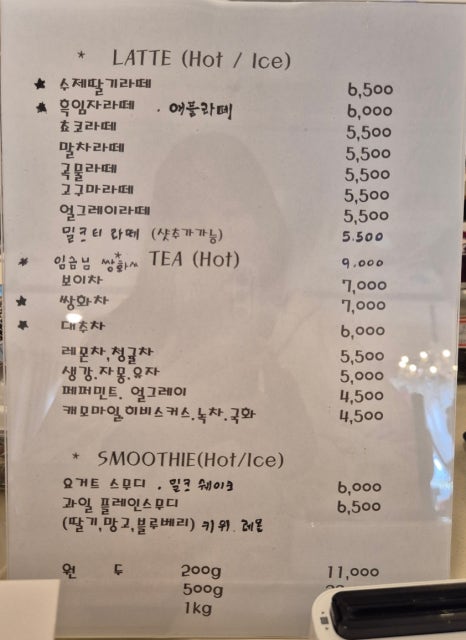 * LATTE (Hot / Ice)
★ 수제딸기라떼 6,500
★ 흑임자라떼 . 애플라떼 6,000
쵸코라떼 5,500
말차라떼 5,500
곡물라떼 5,500
고구마라떼 5,500
얼그레이라떼 5,500
밀크티 라떼 (샷추가가능) 5.500
* TEA (Hot)
★ 임금님 쌍화 9.000
보이차 7,000
★ 쌍화차 7,000
★ 대추차 6,000
레몬차,청귤차 5,500
생강.자몽.유자 5,000
페퍼민트. 얼그레이 4,500
캐모마일.히비스커스.녹차.국화 4,500
* SMOOTHIE(Hot/Ice)
요거트 스무디 . 밀크 쉐이크 6,000
과일 플레인스무디 6,500
(딸기,망고,블루베리) 키위. 레몬
원 두 200g 11,000
500g
1kg